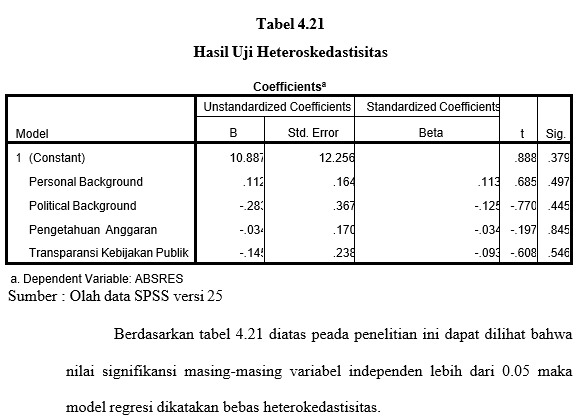 Tabel 4.21
Hasil Uji Heteroskedastisitas
Coefficientsa
Unstandardized Coefficients Standardized Coefficients
Model B Std. Error Beta t Sig.
1 (Constant) 10.887 12.256 .888 .379
Personal Background .112 .164 .113 .685 .497
Political Background -.283 .367 -.125 -.770 .445
Pengetahuan Anggaran -.034 .170 -.034 -.197 .845
Transparansi Kebijakan Publik -.145 .238 -.093 -.608 .546
a. Dependent Variable: ABSRES
Sumber : Olah data SPSS versi 25
Berdasarkan tabel 4.21 diatas peada penelitian ini dapat dilihat bahwa
nilai signifikansi masing-masing variabel independen lebih dari 0.05 maka
model regresi dikatakan bebas heterokedastisitas.